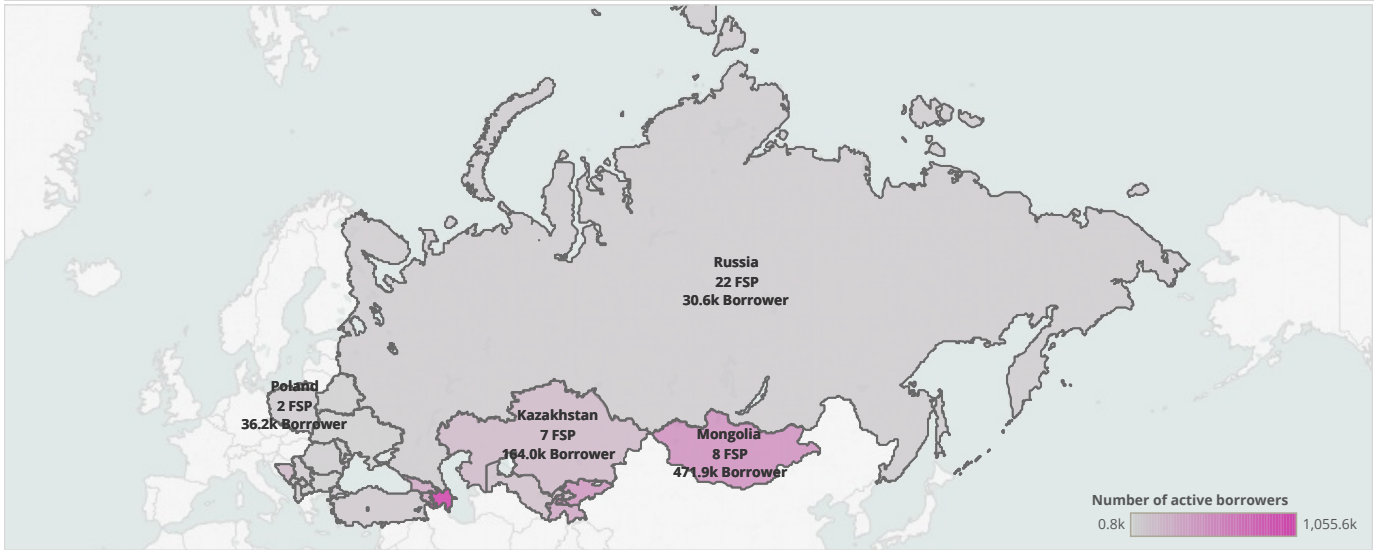 Russia
22 FSP
30.6k Borrower
Poland
2 FSP
36.2k Borrower
Kazakhstan
7 FSP
164.0k Borrower
Mongolia
8 FSP
471.9k Borrower
Number of active borrowers
0.8k
1,055.6k